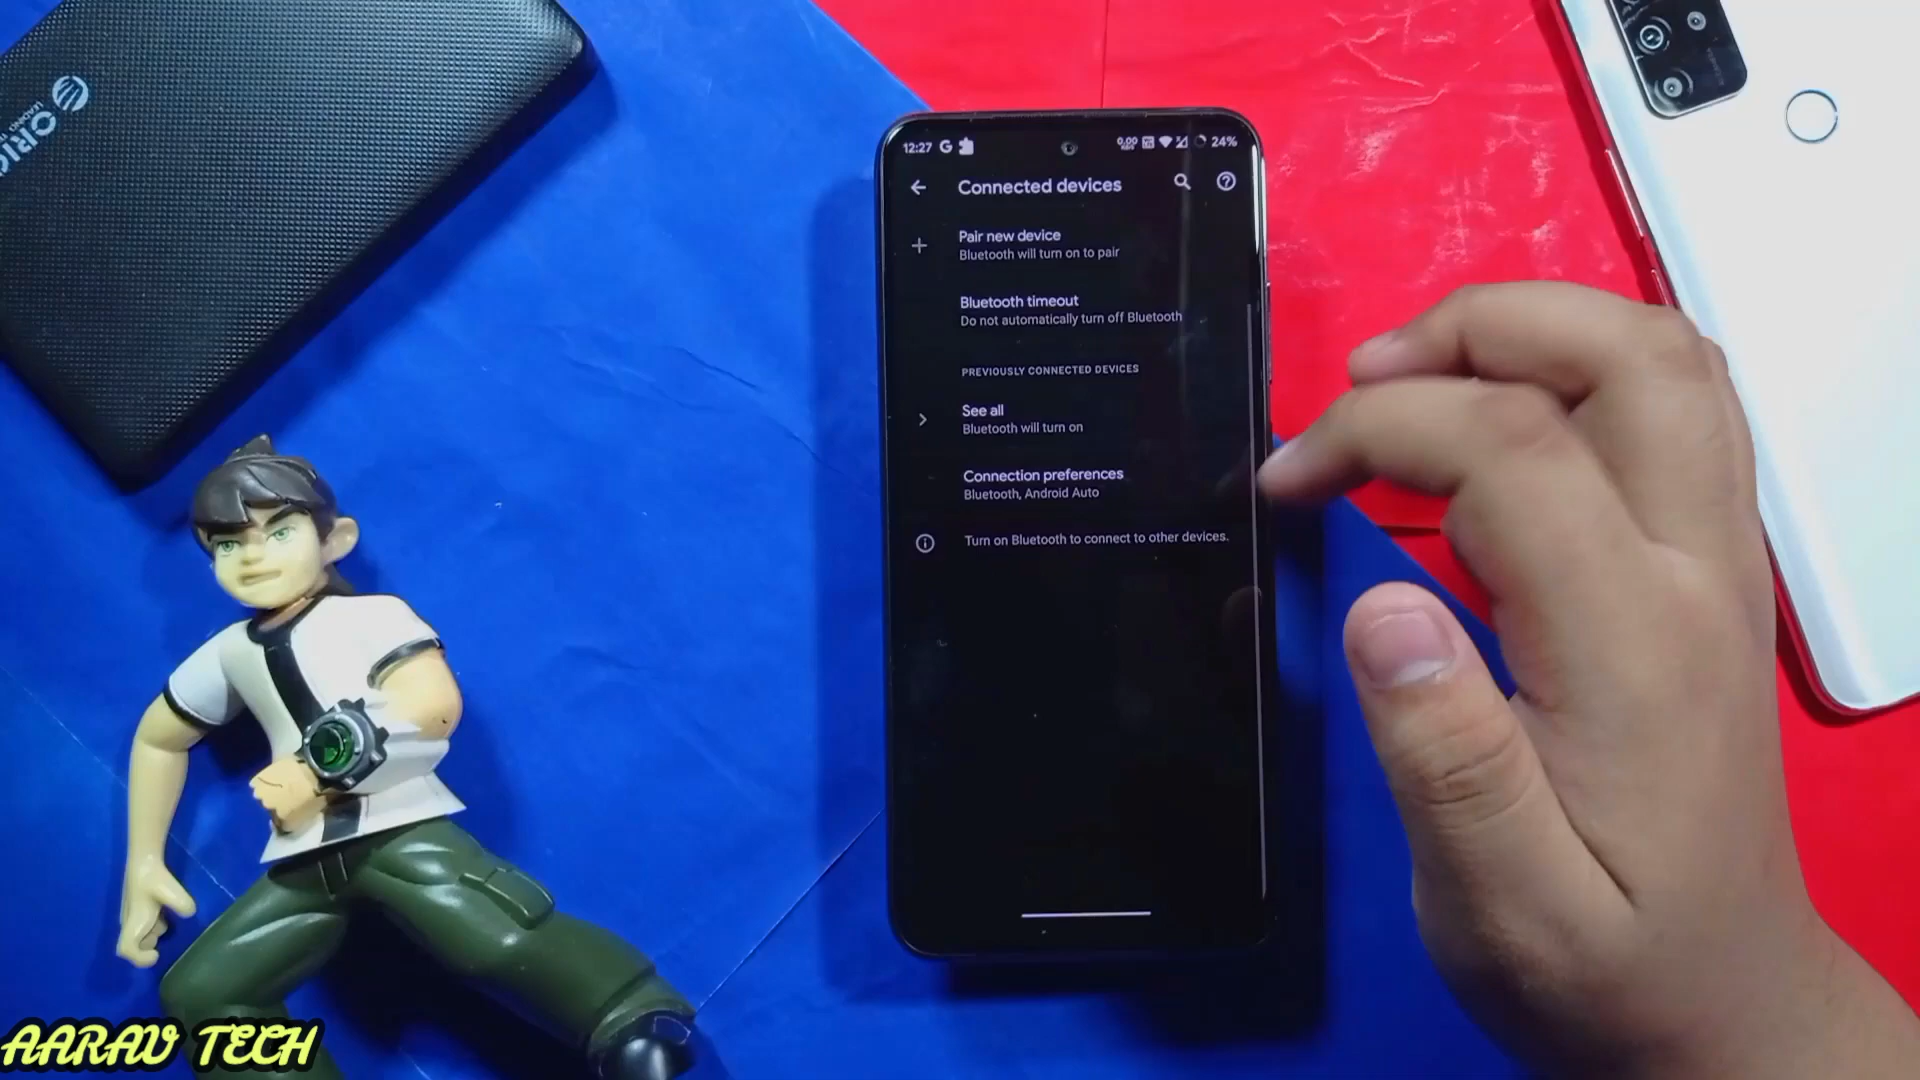 12:27
0.00
24%
Connected devices
Pair new device
Bluetooth will turn on to pair
Bluetooth timeout
Do not automatically turn off Bluetooth
PREVIOUSLY CONNECTED DEVICES
See all
Bluetooth will turn on
Connection preferences
Bluetooth, Android Auto
Turn on Bluetooth to connect to other devices.
AARAV TECH